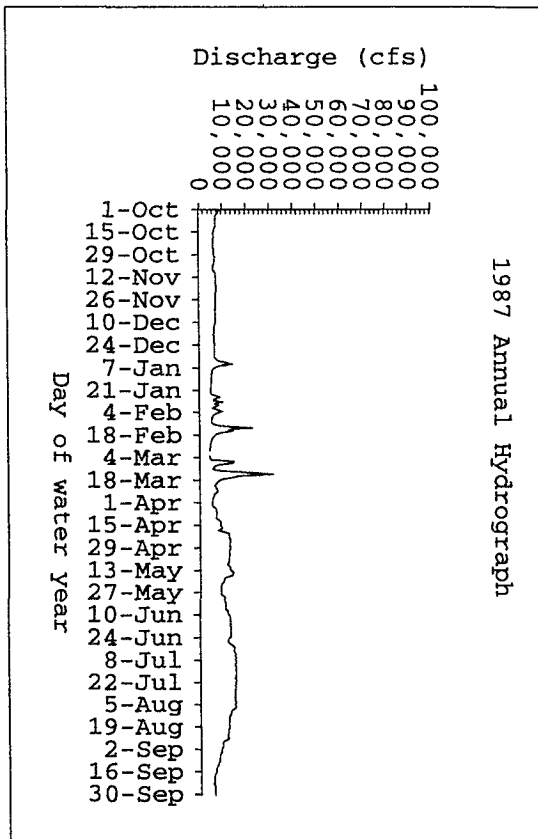 1987 Annual Hydrograph
Discharge (cfs)
100,000
90,000
80,000
70,000
60,000
50,000
40,000
30,000
20,000
10,000
0
1-Oct
15-Oct
29-Oct
12-Nov
26-Nov
10-Dec
24-Dec
7-Jan
21-Jan
4-Feb
18-Feb
4-Mar
18-Mar
1-Apr
15-Apr
29-Apr
13-May
27-May
10-Jun
24-Jun
8-Jul
22-Jul
5-Aug
19-Aug
2-Sep
16-Sep
30-Sep
Day of water year